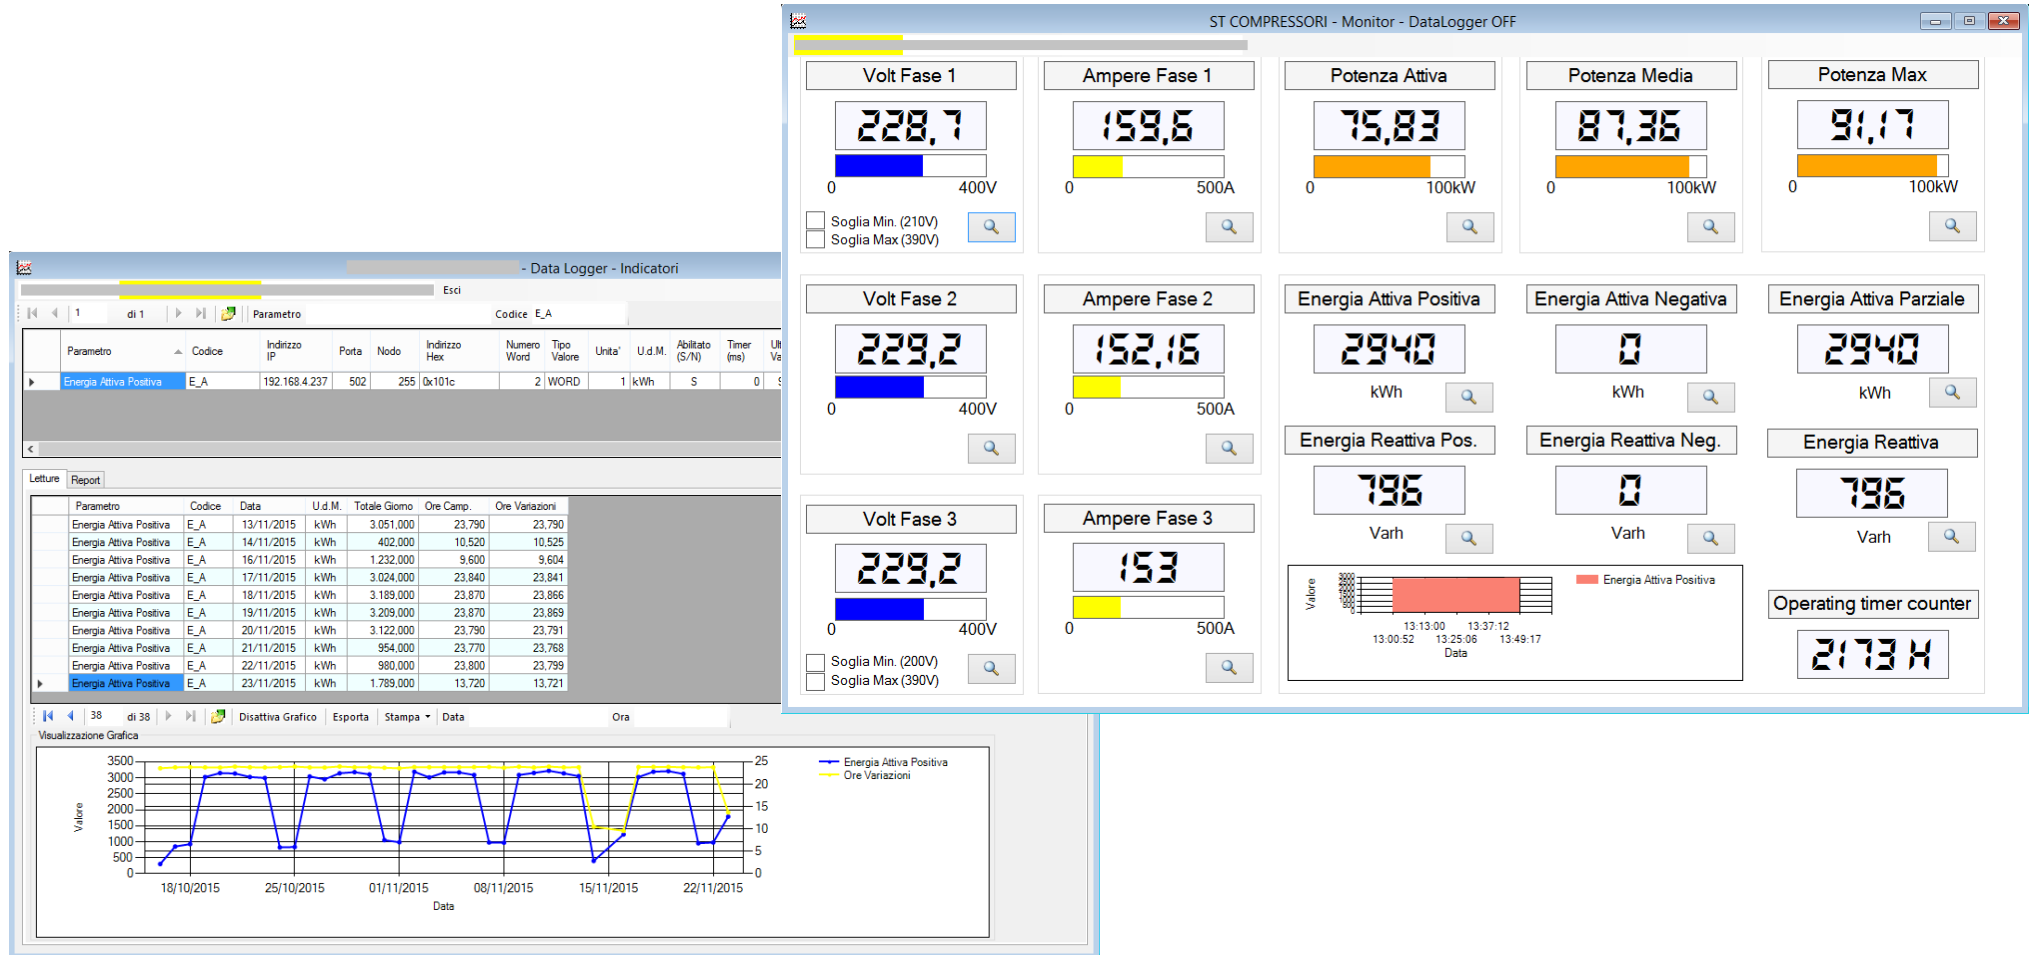 ST COMPRESSORI - Monitor - DataLogger OFF
Volt Fase 1
228,7
0 400V
Soglia Min. (210V)
Soglia Max (390V)
Ampere Fase 1
159,6
0 500A
Potenza Attiva
75,83
0 100kW
Potenza Media
87,36
0 100kW
Potenza Max
91,17
0 100kW
Volt Fase 2
229,2
0 400V
Ampere Fase 2
152,16
0 500A
Energia Attiva Positiva
2940
kWh
Energia Attiva Negativa
0
kWh
Energia Attiva Parziale
2940
kWh
Energia Reattiva Pos.
796
Varh
Energia Reattiva Neg.
0
Varh
Energia Reattiva
796
Varh
Volt Fase 3
229,2
0 400V
Soglia Min. (200V)
Soglia Max (390V)
Ampere Fase 3
153
0 500A
Valore
3000
2500
2000
1500
1000
500
0
13:13:00 13:37:12
13:00:52 13:25:06 13:49:17
Data
Energia Attiva Positiva
Operating timer counter
2173 H
- Data Logger - Indicatori
Esci
1 di 1 Parametro Codice E_A
Parametro Codice Indirizzo IP Porta Nodo Indirizzo Hex Numero Word Tipo Valore Unita' U.d.M. Abilitato (S/N) Timer (ms)
Energia Attiva Positiva E_A 192.168.4.237 502 255 0x101c 2 WORD 1 kWh S 0
Letture Report
Parametro Codice Data U.d.M. Totale Giorno Ore Camp. Ore Variazioni
Energia Attiva Positiva E_A 13/11/2015 kWh 3.051,000 23,790 23,790
Energia Attiva Positiva E_A 14/11/2015 kWh 402,000 10,520 10,525
Energia Attiva Positiva E_A 16/11/2015 kWh 1.232,000 9,600 9,604
Energia Attiva Positiva E_A 17/11/2015 kWh 3.024,000 23,840 23,841
Energia Attiva Positiva E_A 18/11/2015 kWh 3.189,000 23,870 23,866
Energia Attiva Positiva E_A 19/11/2015 kWh 3.209,000 23,870 23,869
Energia Attiva Positiva E_A 20/11/2015 kWh 3.122,000 23,790 23,791
Energia Attiva Positiva E_A 21/11/2015 kWh 954,000 23,770 23,768
Energia Attiva Positiva E_A 22/11/2015 kWh 980,000 23,800 23,799
Energia Attiva Positiva E_A 23/11/2015 kWh 1.789,000 13,720 13,721
38 di 38 Disattiva Grafico Esporta Stampa Data Ora
Visualizzazione Grafica
Valore
3500
3000
2500
2000
1500
1000
500
0
25
20
15
10
5
0
18/10/2015 25/10/2015 01/11/2015 08/11/2015 15/11/2015 22/11/2015
Data
Energia Attiva Positiva
Ore Variazioni